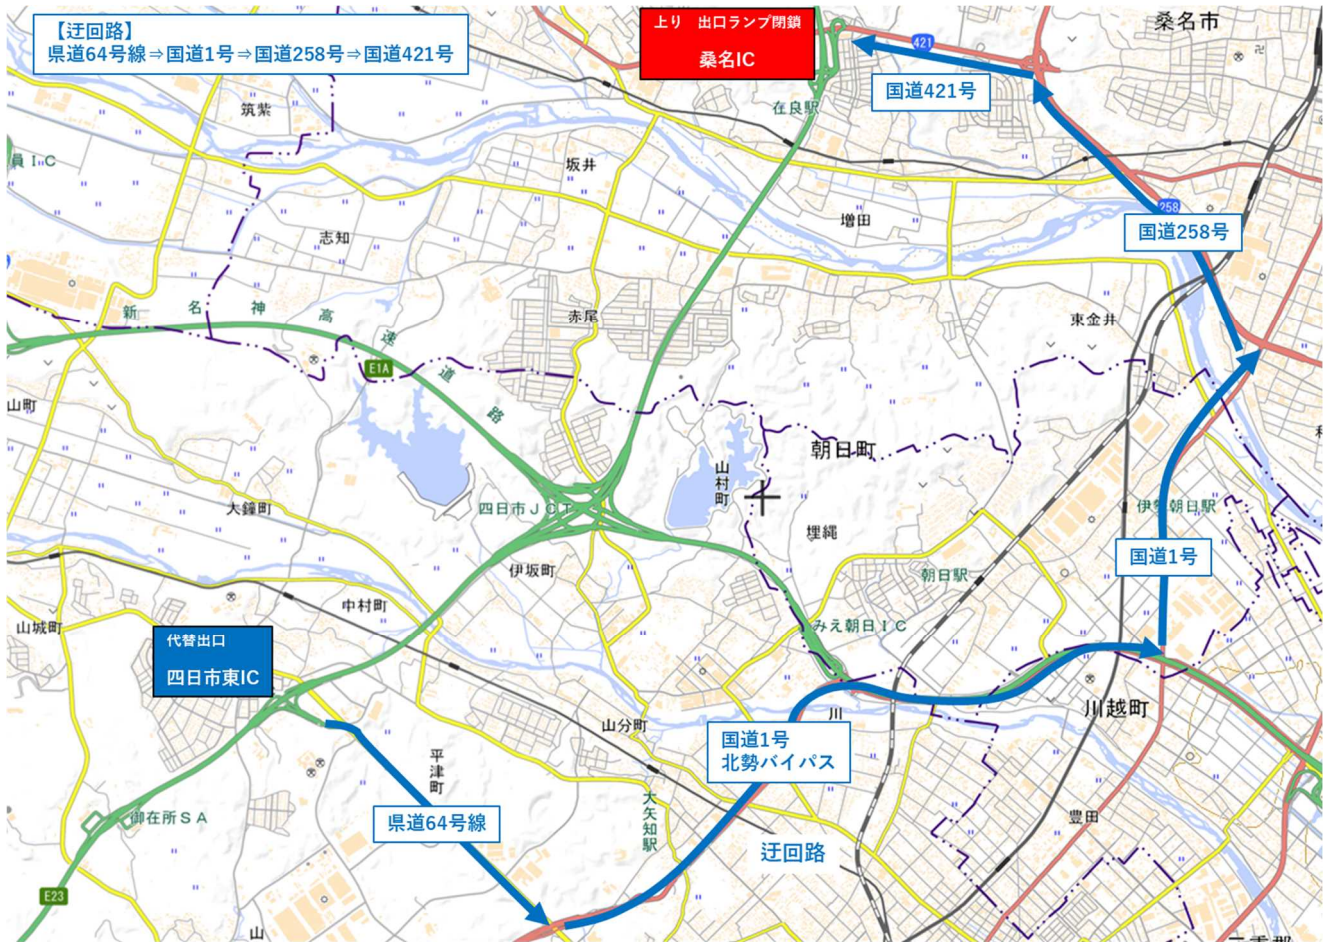 【迂回路】
県道64号線⇒国道1号⇒国道258号⇒国道421号
上り 出口ランプ閉鎖
桑名IC
桑名市
421
国道421号
在良駅
筑紫
員IC
坂井
258
国道258号
増田
志知
新名神高速道路
赤尾
東金井
E1A
山町
朝日町
山村町
大鐘町
四日市JCT
伊勢朝日駅
埋縄
国道1号
伊坂町
朝日駅
中村町
山城町
みえ朝日IC
代替出口
四日市東IC
川越町
山分町
川
国道1号
北勢バイパス
平津町
大矢知駅
御在所SA
県道64号線
豊田
迂回路
E23
山